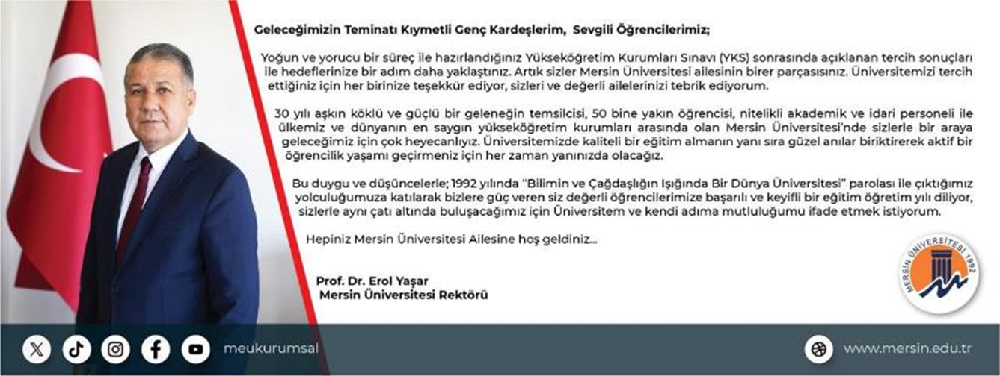 Geleceğimizin Teminatı Kıymetli Genç Kardeşlerim, Sevgili Öğrencilerimiz;
Yoğun ve yorucu bir süreç ile hazırlandığınız Yükseköğretim Kurumları Sınavı (YKS) sonrasında açıklanan tercih sonuçları
ile hedeflerinize bir adım daha yaklaştınız. Artık sizler Mersin Üniversitesi ailesinin birer parçasısınız. Üniversitemizi tercih
ettiğiniz için her birinize teşekkür ediyor, sizleri ve değerli ailelerinizi tebrik ediyorum.
30 yılı aşkın köklü ve güçlü bir geleneğin temsilcisi, 50 bine yakın öğrencisi, nitelikli akademik ve idari personeli ile
ülkemiz ve dünyanın en saygın yükseköğretim kurumları arasında olan Mersin Üniversitesi'nde sizlerle bir araya
geleceğimiz için çok heyecanlıyız. Üniversitemizde kaliteli bir eğitim almanın yanı sıra güzel anılar biriktirerek aktif bir
öğrencilik yaşamı geçirmeniz için her zaman yanınızda olacağız.
Bu duygu ve düşüncelerle; 1992 yılında “Bilimin ve Çağdaşlığın Işığında Bir Dünya Üniversitesi” parolası ile çıktığımız
yolculuğumuza katılarak bizlere güç veren siz değerli öğrencilerimize başarılı ve keyifli bir eğitim öğretim yılı diliyor,
sizlerle aynı çatı altında buluşacağımız için Üniversitem ve kendi adıma mutluluğumu ifade etmek istiyorum.
Hepiniz Mersin Üniversitesi Ailesine hoş geldiniz...
Prof. Dr. Erol Yaşar
Mersin Üniversitesi Rektörü
MERSİN ÜNİVERSİTESİ 1992
meukurumsal
www.mersin.edu.tr